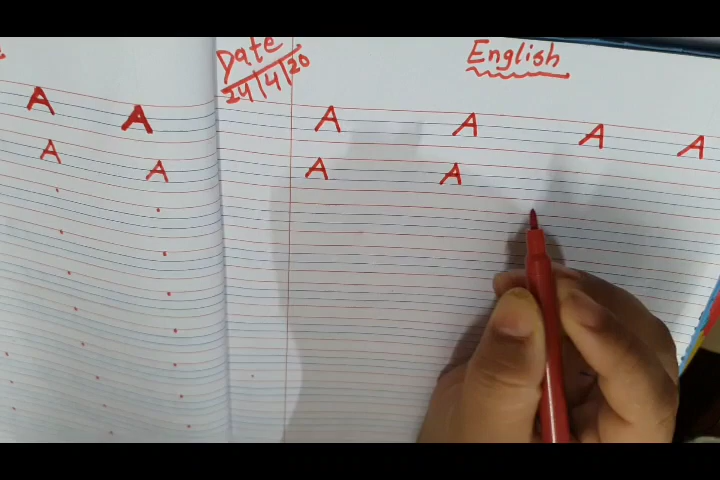 A A
A A
Date
24/4/20
English
A A A A
A A